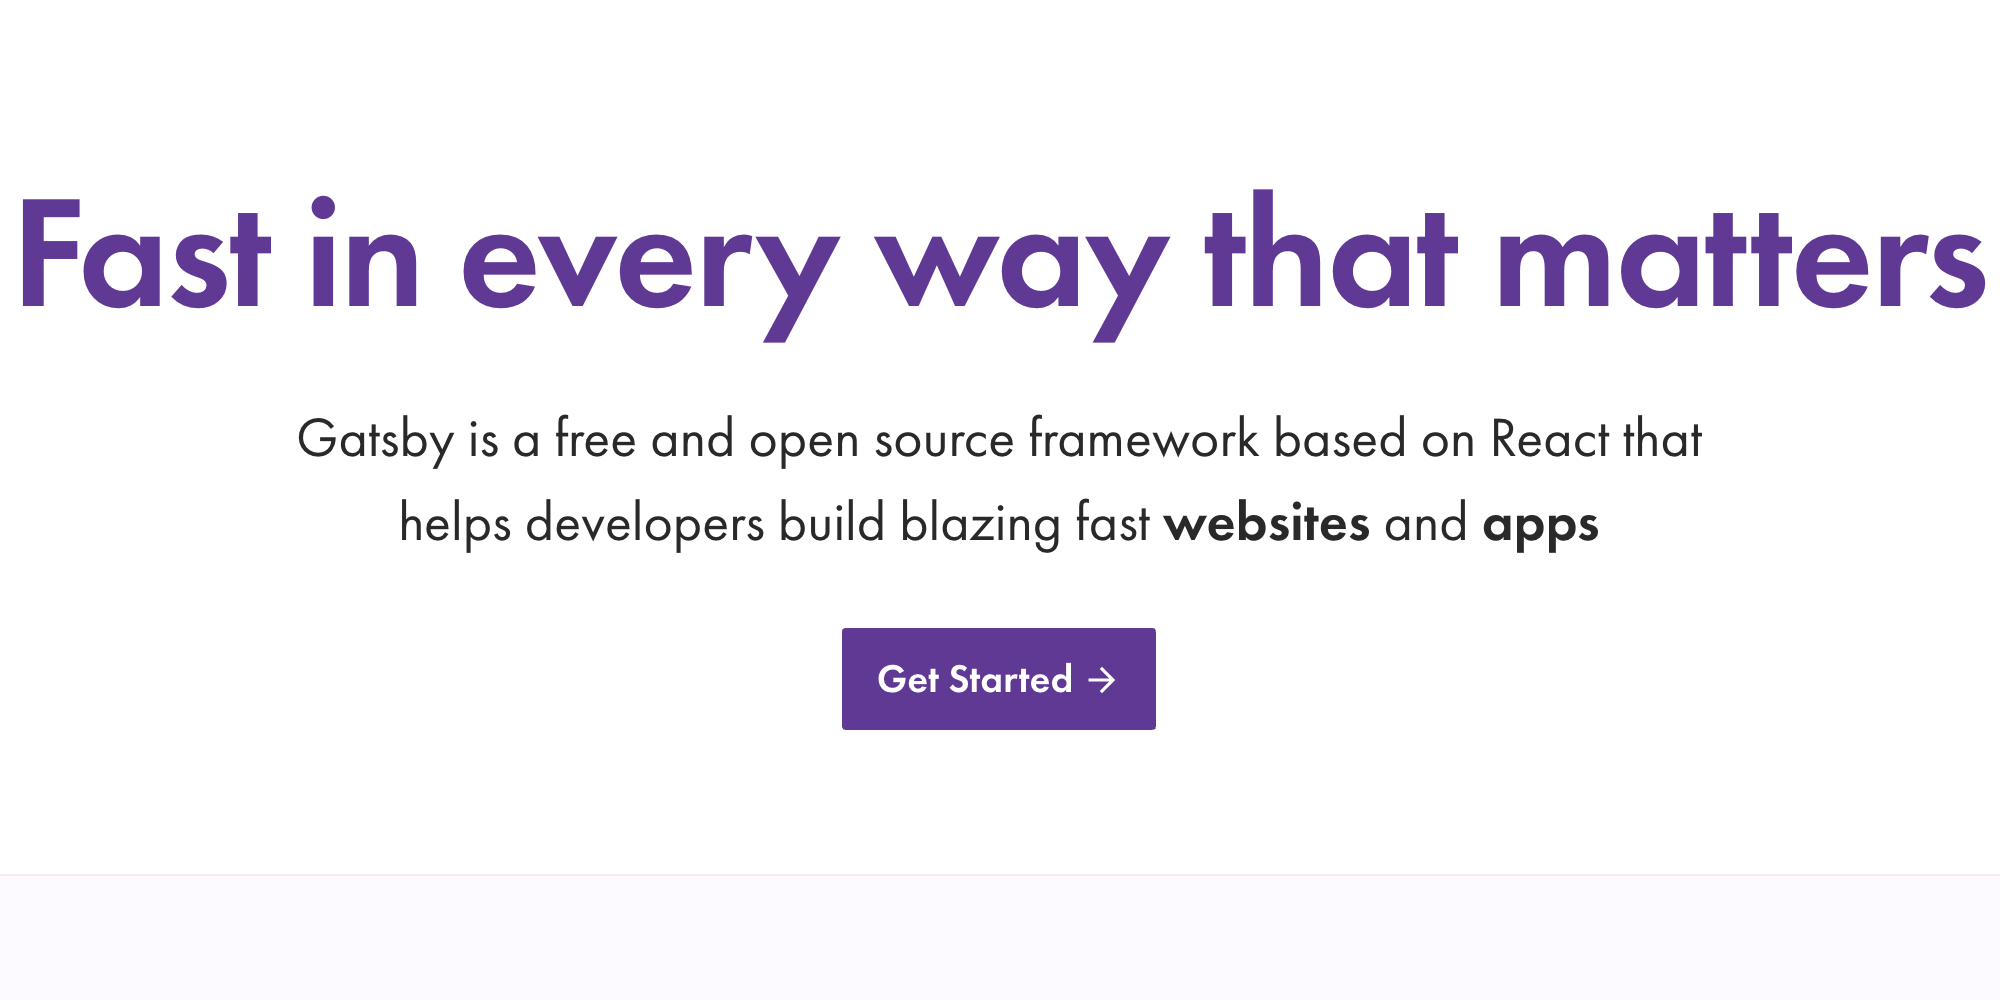 Fast in every way that matters
Gatsby is a free and open source framework based on React that
helps developers build blazing fast websites and apps
Get Started →